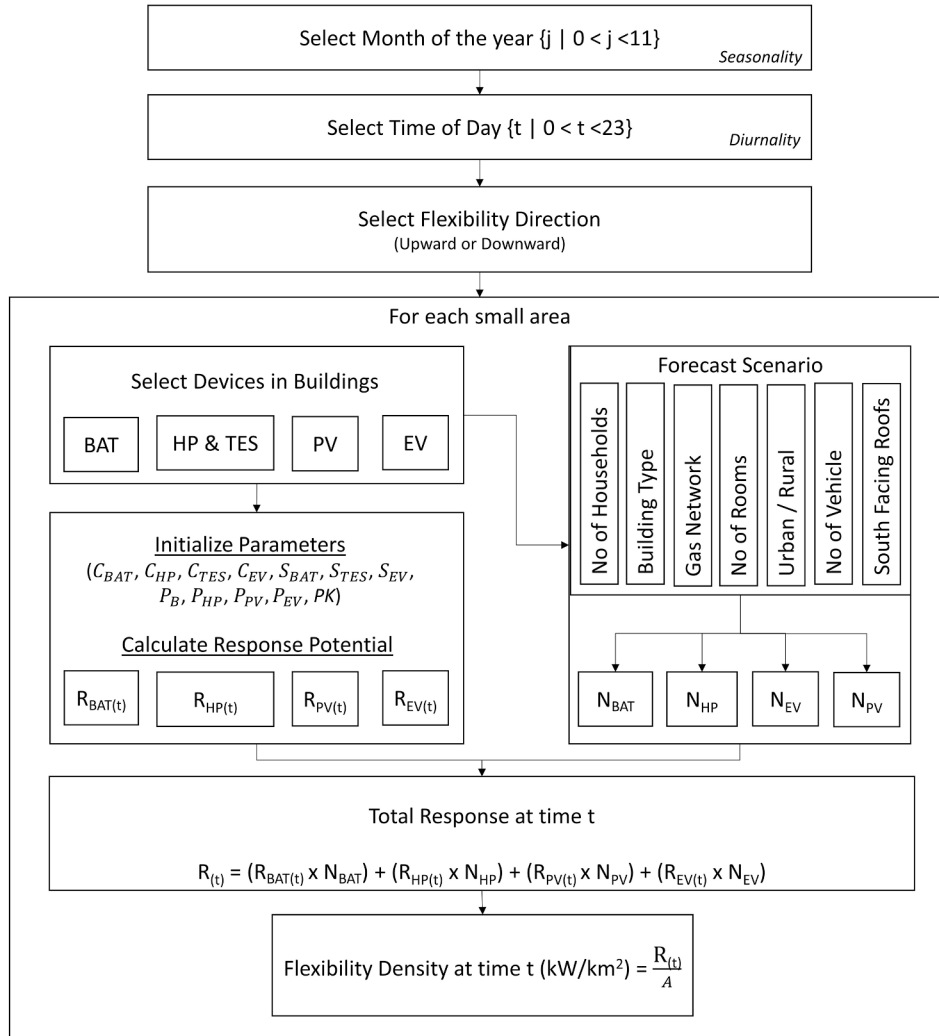 Select Month of the year {j | 0 < j <11}
Seasonality
Select Time of Day {t | 0 < t <23}
Diurnality
Select Flexibility Direction
(Upward or Downward)
For each small area
Select Devices in Buildings
BAT
HP & TES
PV
EV
Forecast Scenario
No of Households
Building Type
Gas Network
No of Rooms
Urban / Rural
No of Vehicle
South Facing Roofs
Initialize Parameters
(C_BAT, C_HP, C_TES, C_EV, S_BAT, S_TES, S_EV,
P_B, P_HP, P_PV, P_EV, PK)
Calculate Response Potential
R_BAT(t)
R_HP(t)
R_PV(t)
R_EV(t)
N_BAT
N_HP
N_EV
N_PV
Total Response at time t
R_(t) = (R_BAT(t) x N_BAT) + (R_HP(t) x N_HP) + (R_PV(t) x N_PV) + (R_EV(t) x N_EV)
Flexibility Density at time t (kW/km²) = R_(t) / A